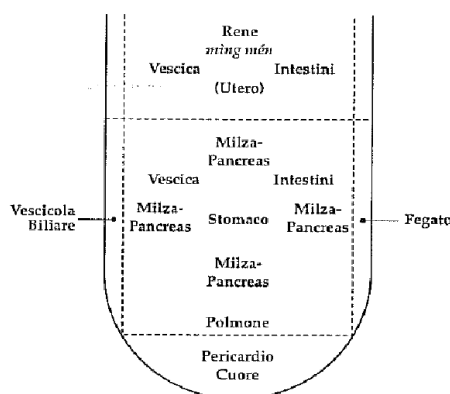 Rene
ming mén
Vescica Intestini
(Utero)
Milza-
Pancreas
Vescica Intestini
Vescicola
Biliare
Milza-
Pancreas
Stomaco
Milza-
Pancreas
Fegato
Milza-
Pancreas
Polmone
Pericardio
Cuore